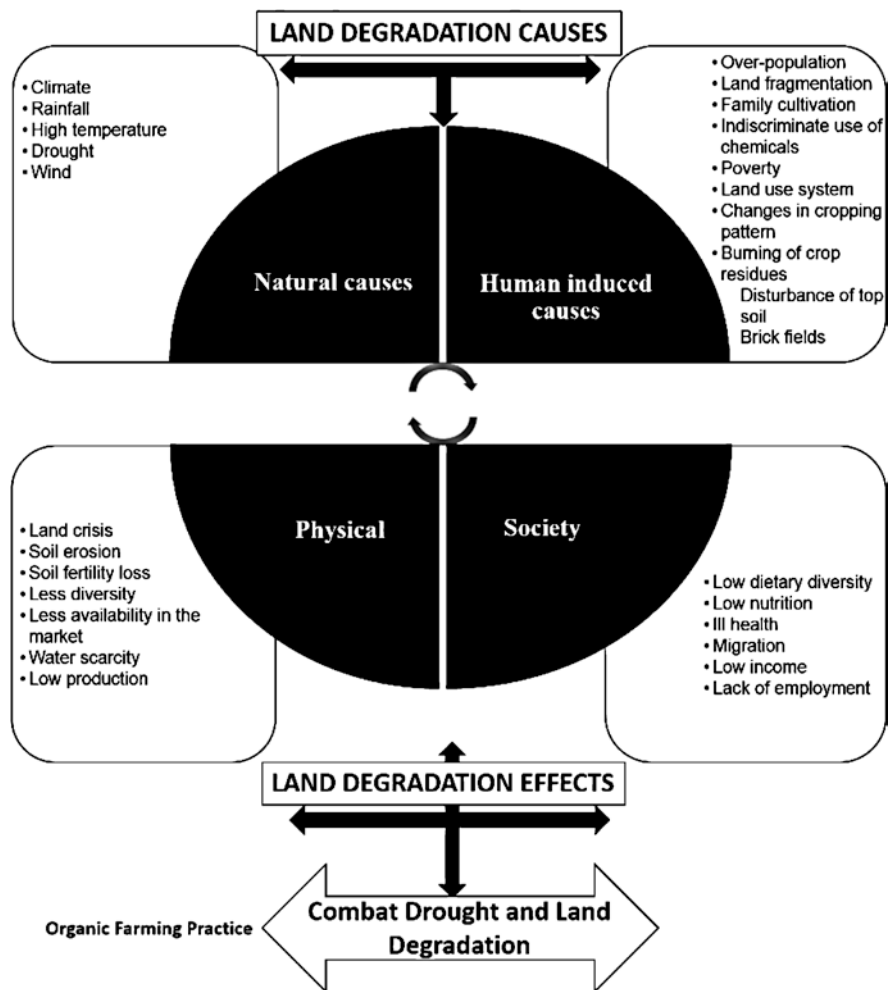 LAND DEGRADATION CAUSES
• Climate
• Rainfall
• High temperature
• Drought
• Wind
• Over-population
• Land fragmentation
• Family cultivation
• Indiscriminate use of
chemicals
• Poverty
• Land use system
• Changes in cropping
pattern
• Burning of crop
residues
Disturbance of top
soil
Brick fields
Natural causes
Human induced
causes
Physical
Society
• Land crisis
• Soil erosion
• Soil fertility loss
• Less diversity
• Less availability in the
market
• Water scarcity
• Low production
• Low dietary diversity
• Low nutrition
• Ill health
• Migration
• Low income
• Lack of employment
LAND DEGRADATION EFFECTS
Organic Farming Practice
Combat Drought and Land
Degradation